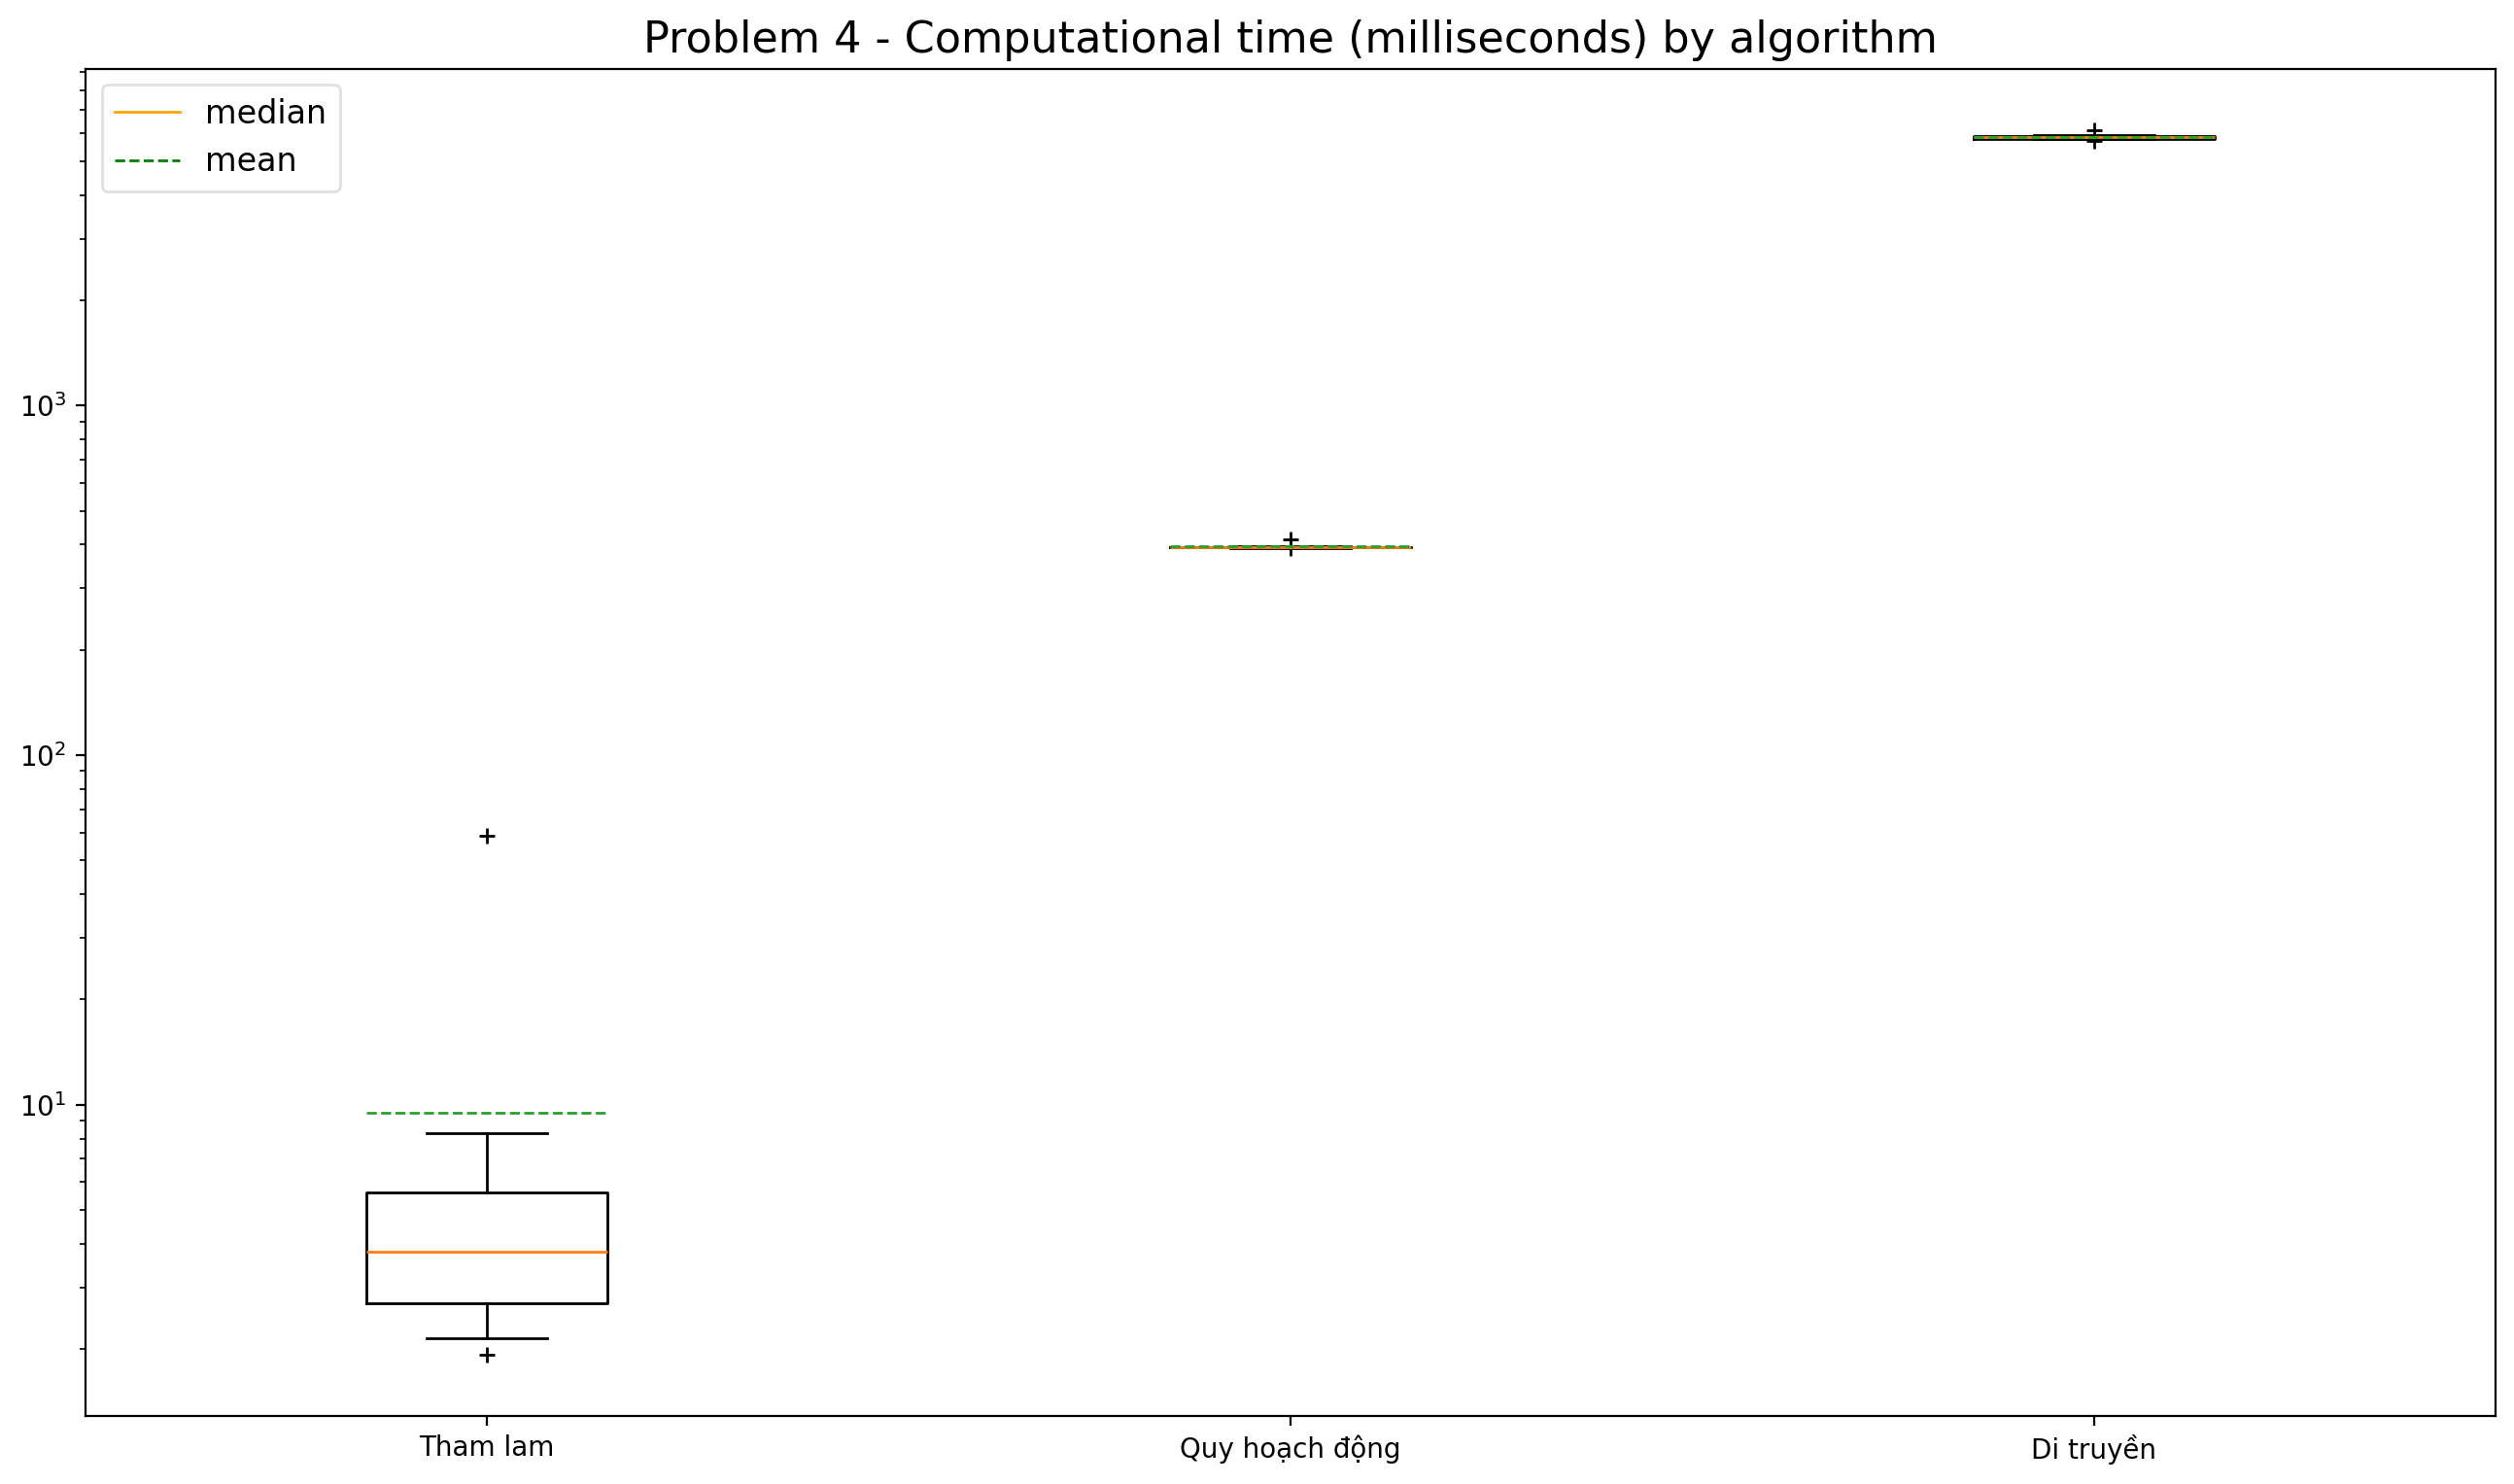 Problem 4 - Computational time (milliseconds) by algorithm
median
mean
10³
10²
10¹
Tham lam
Quy hoạch động
Di truyền